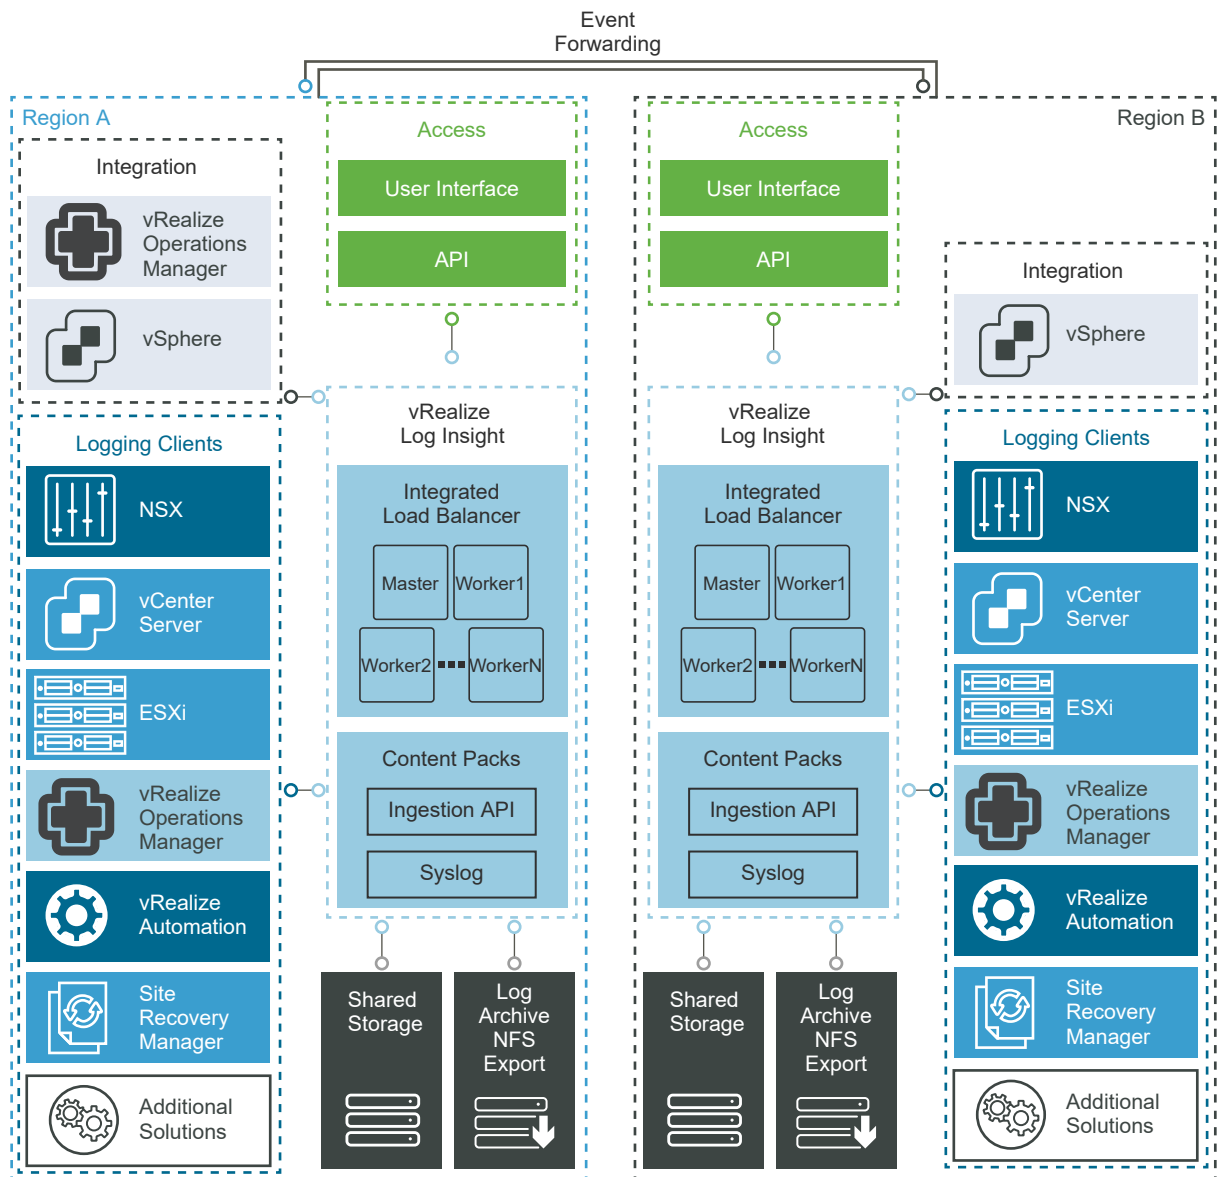 Event
Forwarding
Region A
Integration
vRealize
Operations
Manager
vSphere
Logging Clients
NSX
vCenter
Server
ESXi
vRealize
Operations
Manager
vRealize
Automation
Site
Recovery
Manager
Additional
Solutions
Access
User Interface
API
vRealize
Log Insight
Integrated
Load Balancer
Master
Worker1
Worker2
WorkerN
Content Packs
Ingestion API
Syslog
Shared
Storage
Log
Archive
NFS
Export
Region B
Access
User Interface
API
vRealize
Log Insight
Integrated
Load Balancer
Master
Worker1
Worker2
WorkerN
Content Packs
Ingestion API
Syslog
Shared
Storage
Log
Archive
NFS
Export
Integration
vSphere
Logging Clients
NSX
vCenter
Server
ESXi
vRealize
Operations
Manager
vRealize
Automation
Site
Recovery
Manager
Additional
Solutions